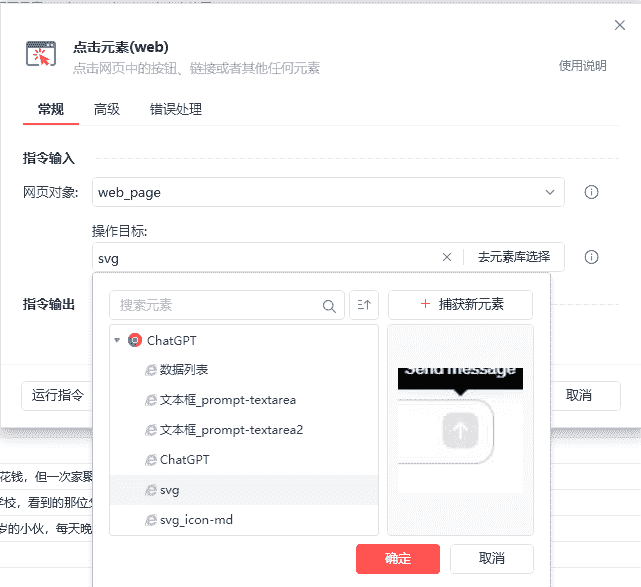 点击元素(web)
点击网页中的按钮、链接或者其他任何元素
使用说明
常规 高级 错误处理
指令输入
网页对象: web_page
操作目标:
svg 去元素库选择
指令输出
搜索元素 + 捕获新元素
ChatGPT
数据列表
文本框_prompt-textarea
文本框_prompt-textarea2
ChatGPT
svg
svg_icon-md
Send message
运行指令 取消
花钱，但一次家聚
学校，看到的那位
岁的小伙，每天晚
确定 取消